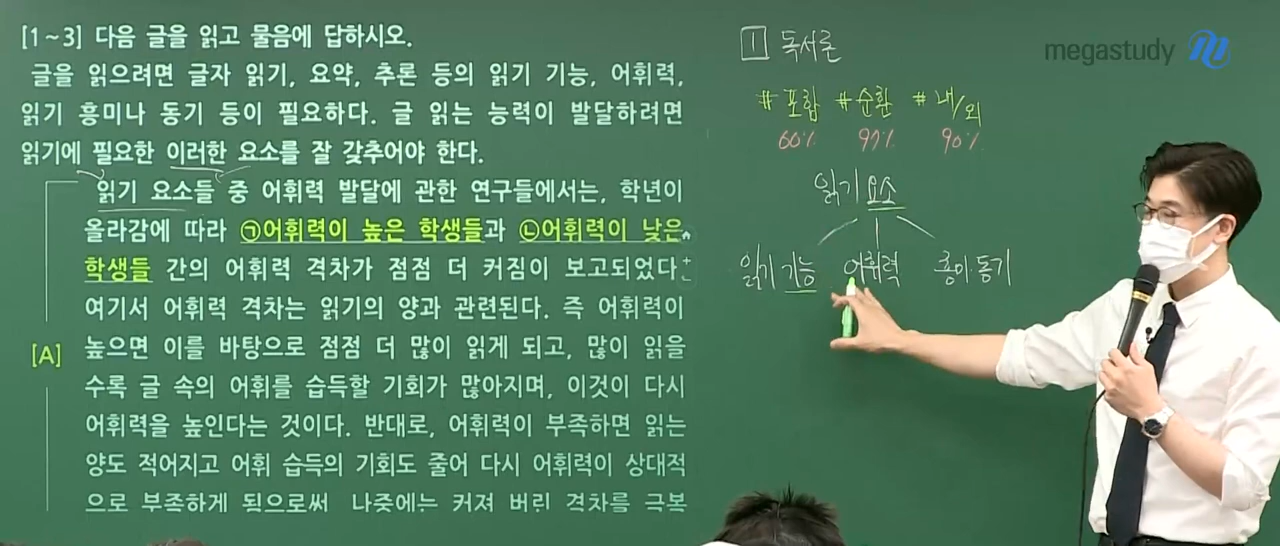 [1~3] 다음 글을 읽고 물음에 답하시오.
글을 읽으려면 글자 읽기, 요약, 추론 등의 읽기 기능, 어휘력,
읽기 흥미나 동기 등이 필요하다. 글 읽는 능력이 발달하려면
읽기에 필요한 이러한 요소를 잘 갖추어야 한다.
읽기 요소들 중 어휘력 발달에 관한 연구들에서는, 학년이
올라감에 따라 ㉠어휘력이 높은 학생들과 ㉡어휘력이 낮은
학생들 간의 어휘력 격차가 점점 더 커짐이 보고되었다.
여기서 어휘력 격차는 읽기의 양과 관련된다. 즉 어휘력이
[A] 높으면 이를 바탕으로 점점 더 많이 읽게 되고, 많이 읽을
수록 글 속의 어휘를 습득할 기회가 많아지며, 이것이 다시
어휘력을 높인다는 것이다. 반대로, 어휘력이 부족하면 읽는
양도 적어지고 어휘 습득의 기회도 줄어 다시 어휘력이 상대적
으로 부족하게 됨으로써, 나중에는 커져 버린 격차를 극복
1 독서론
megastudy
#포함 #순환 #내/외
60% 97% 90%
읽기 요소
읽기 기능 어휘력 흥미·동기